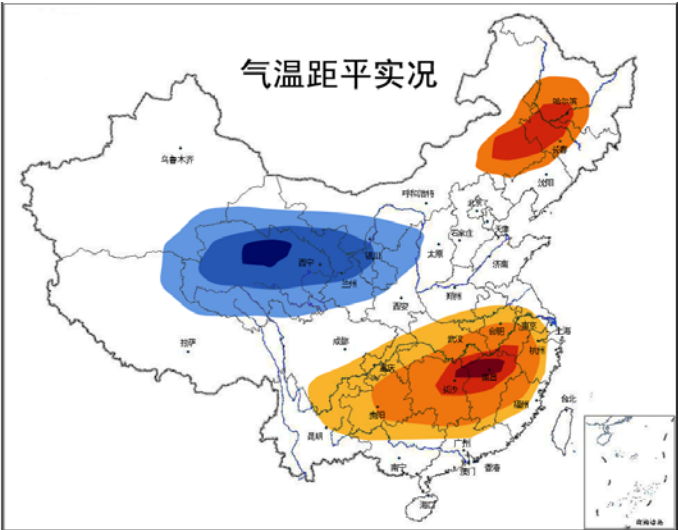 气温距平实况
哈尔滨
长春
乌鲁木齐
沈阳
呼和浩特
北京
天津
石家庄
银川
太原
西宁
济南
兰州
郑州
西安
合肥
南京
上海
武汉
拉萨
成都
杭州
重庆
南昌
长沙
台北
福州
贵阳
昆明
广州
南宁
澳门
香港
海口
南海诸岛